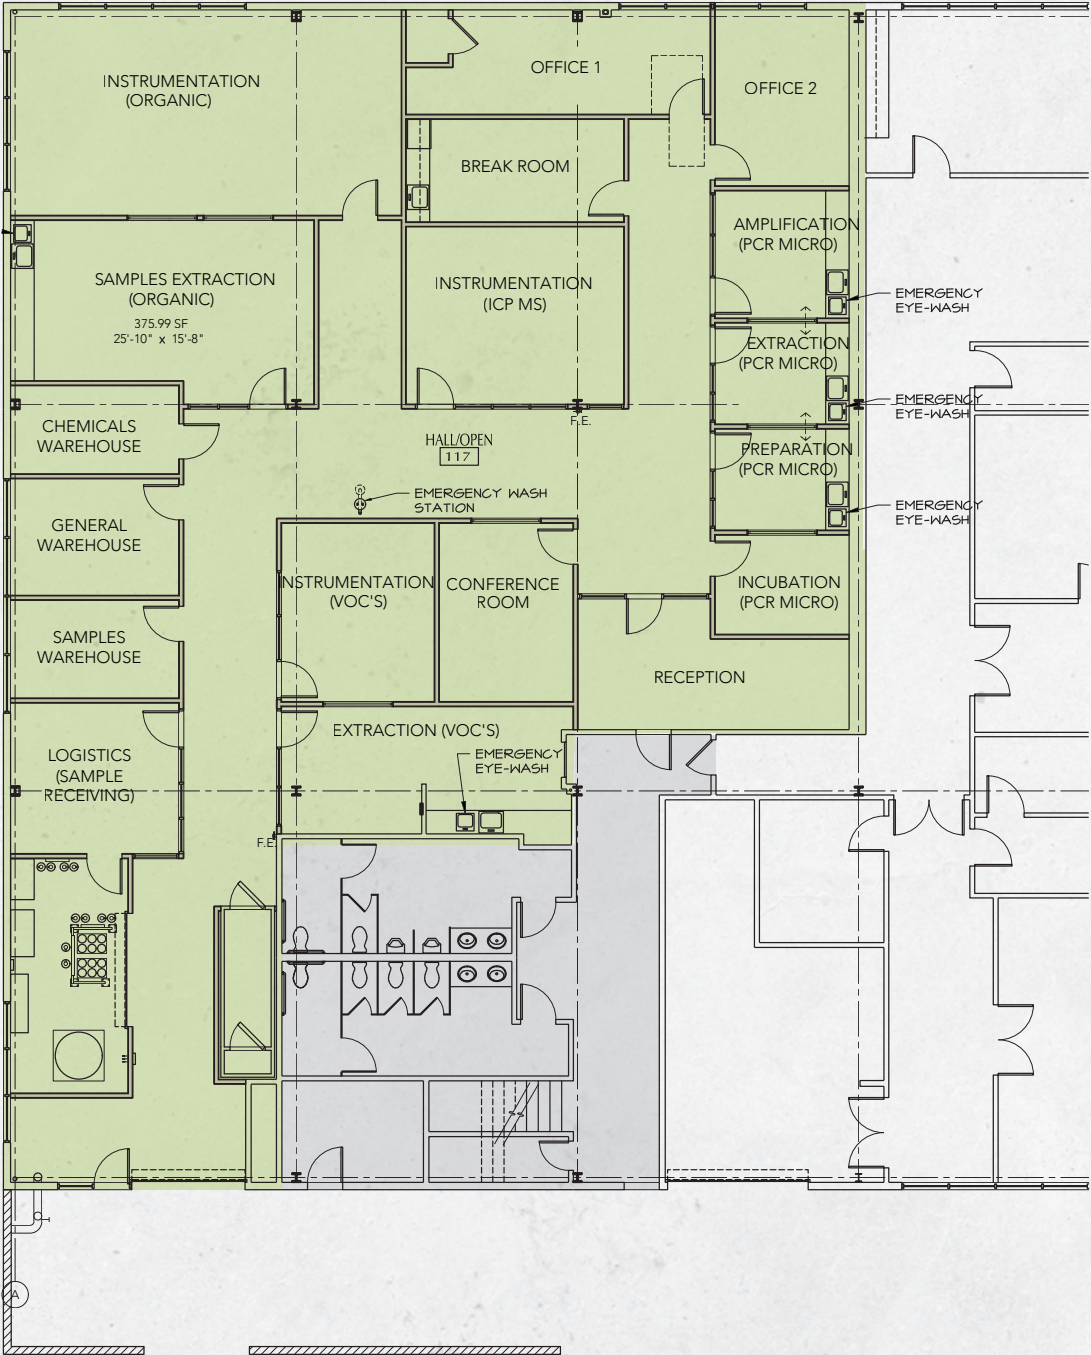 INSTRUMENTATION
(ORGANIC)
OFFICE 1
OFFICE 2
BREAK ROOM
AMPLIFICATION
(PCR MICRO)
SAMPLES EXTRACTION
(ORGANIC)
375.99 SF
25'-10" x 15'-8"
INSTRUMENTATION
(ICP MS)
EMERGENCY
EYE-WASH
EXTRACTION
(PCR MICRO)
EMERGENCY
EYE-WASH
CHEMICALS
WAREHOUSE
F.E.
HALL/OPEN
117
PREPARATION
(PCR MICRO)
EMERGENCY WASH
STATION
EMERGENCY
EYE-WASH
GENERAL
WAREHOUSE
INSTRUMENTATION
(VOC'S)
CONFERENCE
ROOM
INCUBATION
(PCR MICRO)
SAMPLES
WAREHOUSE
RECEPTION
EXTRACTION (VOC'S)
LOGISTICS
(SAMPLE
RECEIVING)
EMERGENCY
EYE-WASH
F.E.
A